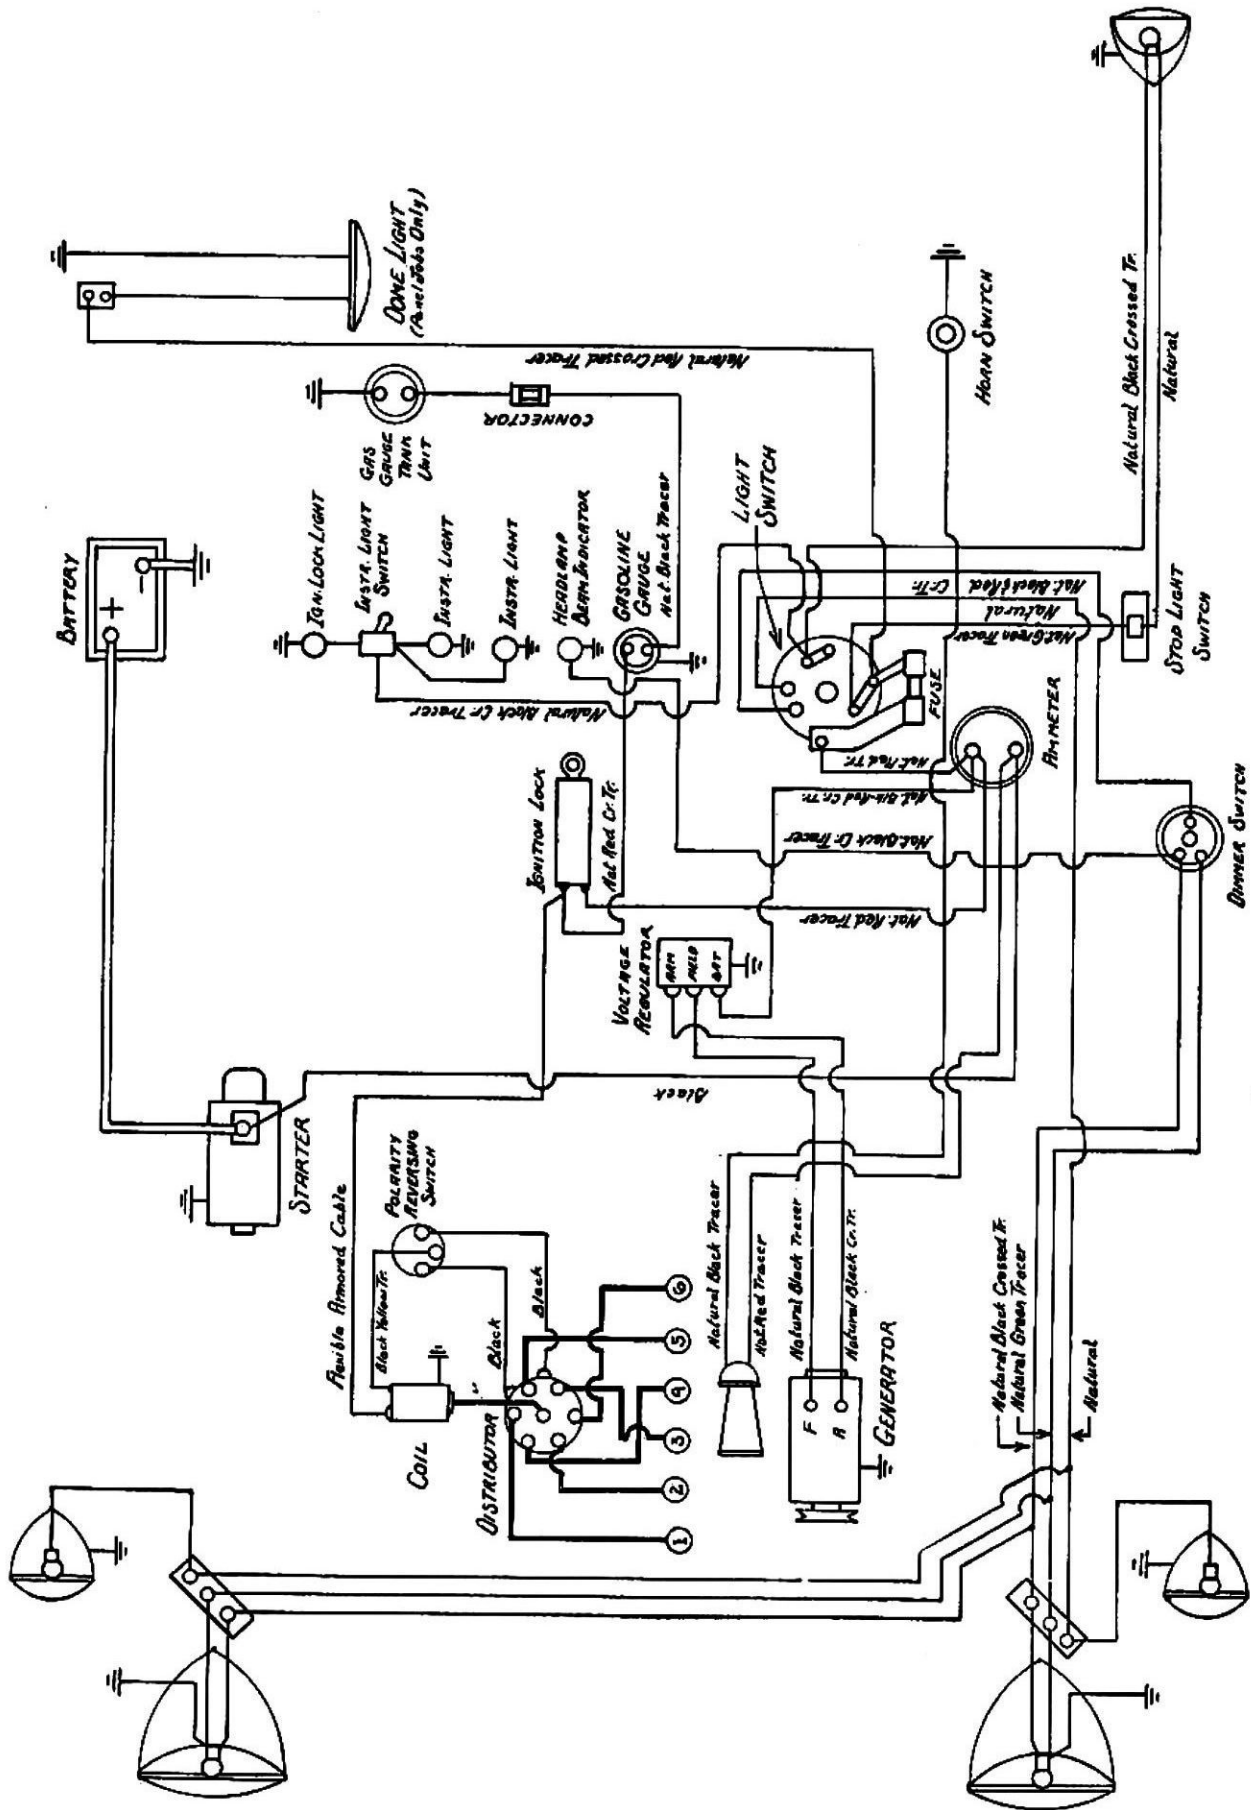 BATTERY
+
-
DOME LIGHT
(Panel Jobs Only)
Natural Red Crossed Tracer
GAS
GAUGE
TANK
UNIT
CONNECTOR
IGN. LOCK LIGHT
INSTR. LIGHT
SWITCH
INSTR. LIGHT
INSTR. LIGHT
HEADLAMP
BEAM INDICATOR
GASOLINE
GAUGE
Nat. Black Tracer
Natural Black Cr. Tracer
LIGHT
SWITCH
HORN SWITCH
Natural Black Crossed Tr.
Natural
Nat. Black & Red Cr. Tr.
Natural
Nat. Green Tracer
STOP LIGHT
SWITCH
FUSE
AMMETER
Nat. Red Tr.
Nat. Blk-Red Cr. Tr.
Nat. Black Cr. Tracer
Nat. Red Tracer
DIMMER SWITCH
IGNITION LOCK
Nat Red Cr. Tr.
VOLTAGE
REGULATOR
ARM
FIELD
BAT
STARTER
Black
Flexible Armored Cable
POLARITY
REVERSING
SWITCH
Black Yellow Tr.
Black
Black
COIL
DISTRIBUTOR
1
2
3
4
5
6
Natural Black Tracer
Nat Red Tracer
Natural Black Tracer
Natural Black Cr. Tr.
F
A
GENERATOR
Natural Black Crossed Tr.
Natural Green Tracer
Natural